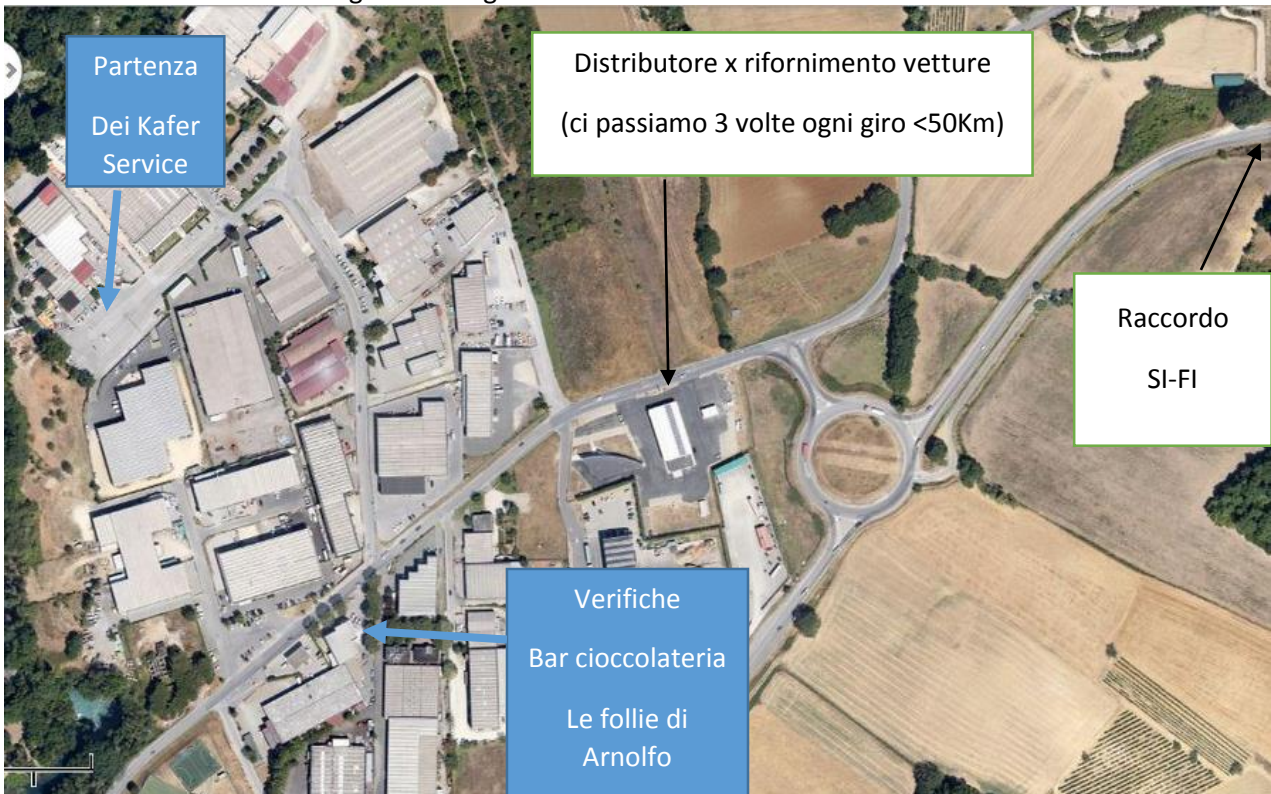 Partenza
Dei Kafer
Service
Distributore x rifornimento vetture
(ci passiamo 3 volte ogni giro <50Km)
Raccordo
SI-FI
Verifiche
Bar cioccolateria
Le follie di
Arnolfo